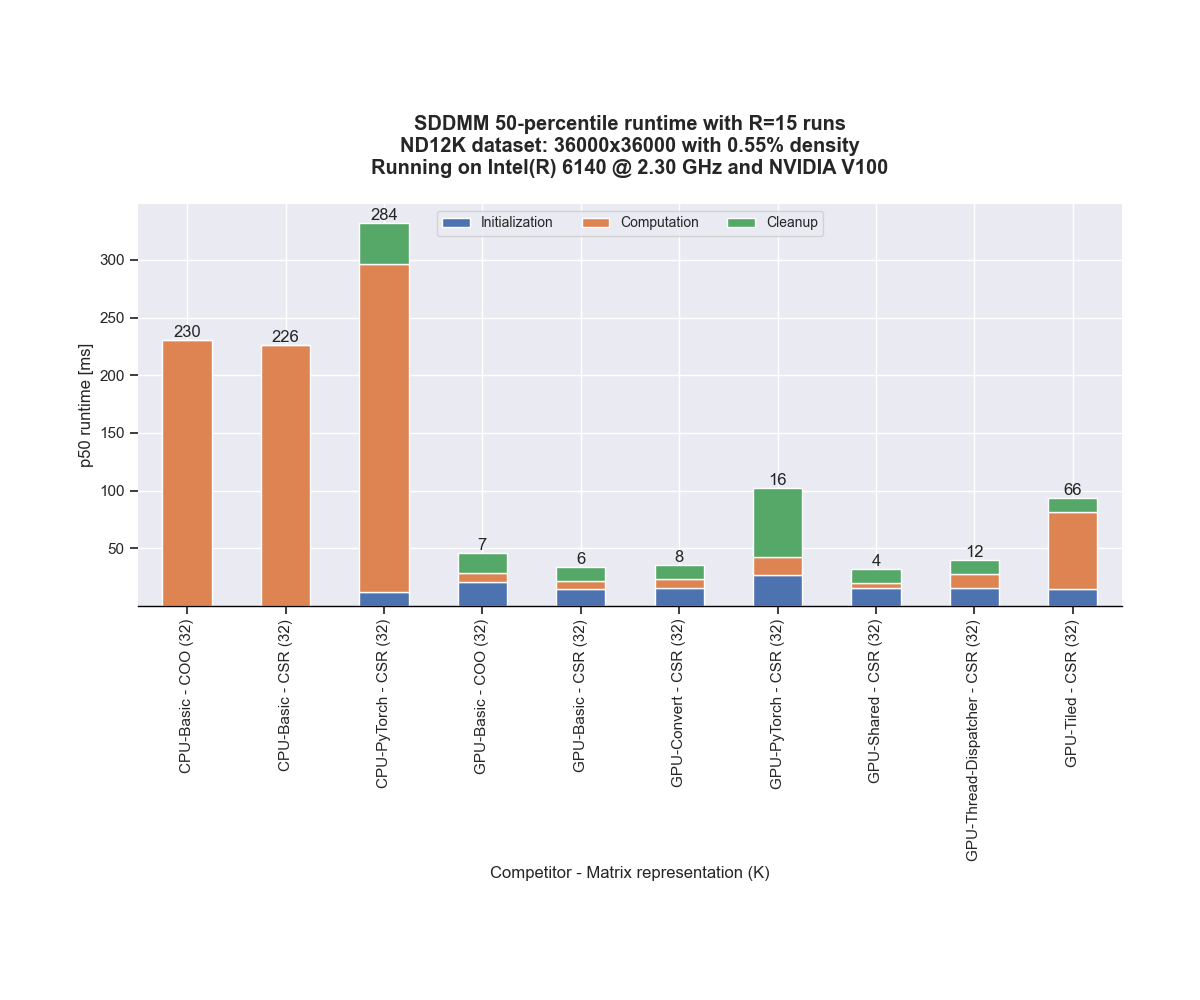 SDDMM 50-percentile runtime with R=15 runs
ND12K dataset: 36000x36000 with 0.55% density
Running on Intel(R) 6140 @ 2.30 GHz and NVIDIA V100
Initialization
Computation
Cleanup
p50 runtime [ms]
300
250
200
150
100
50
230
226
284
7
6
8
16
4
12
66
CPU-Basic - COO (32)
CPU-Basic - CSR (32)
CPU-PyTorch - CSR (32)
GPU-Basic - COO (32)
GPU-Basic - CSR (32)
GPU-Convert - CSR (32)
GPU-PyTorch - CSR (32)
GPU-Shared - CSR (32)
GPU-Thread-Dispatcher - CSR (32)
GPU-Tiled - CSR (32)
Competitor - Matrix representation (K)